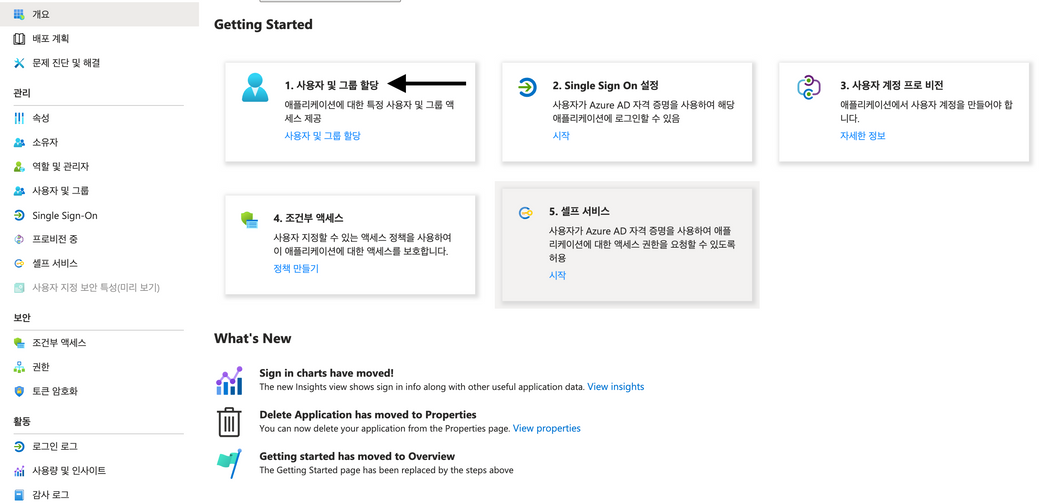 개요
배포 계획
문제 진단 및 해결
관리
속성
소유자
역할 및 관리자
사용자 및 그룹
Single Sign-On
프로비전 중
셀프 서비스
사용자 지정 보안 특성(미리 보기)
보안
조건부 액세스
권한
토큰 암호화
활동
로그인 로그
사용량 및 인사이트
감사 로그
Getting Started
1. 사용자 및 그룹 할당
애플리케이션에 대한 특정 사용자 및 그룹 액
세스 제공
사용자 및 그룹 할당
2. Single Sign On 설정
사용자가 Azure AD 자격 증명을 사용하여 해당
애플리케이션에 로그인할 수 있음
시작
3. 사용자 계정 프로 비전
애플리케이션에서 사용자 계정을 만들어야 합
니다.
자세한 정보
4. 조건부 액세스
사용자 지정할 수 있는 액세스 정책을 사용하여
이 애플리케이션에 대한 액세스를 보호합니다.
정책 만들기
5. 셀프 서비스
사용자가 Azure AD 자격 증명을 사용하여 애플
리케이션에 대한 액세스 권한을 요청할 수 있도록
허용
시작
What's New
Sign in charts have moved!
The new Insights view shows sign in info along with other useful application data. View insights
Delete Application has moved to Properties
You can now delete your application from the Properties page. View properties
Getting started has moved to Overview
The Getting Started page has been replaced by the steps above